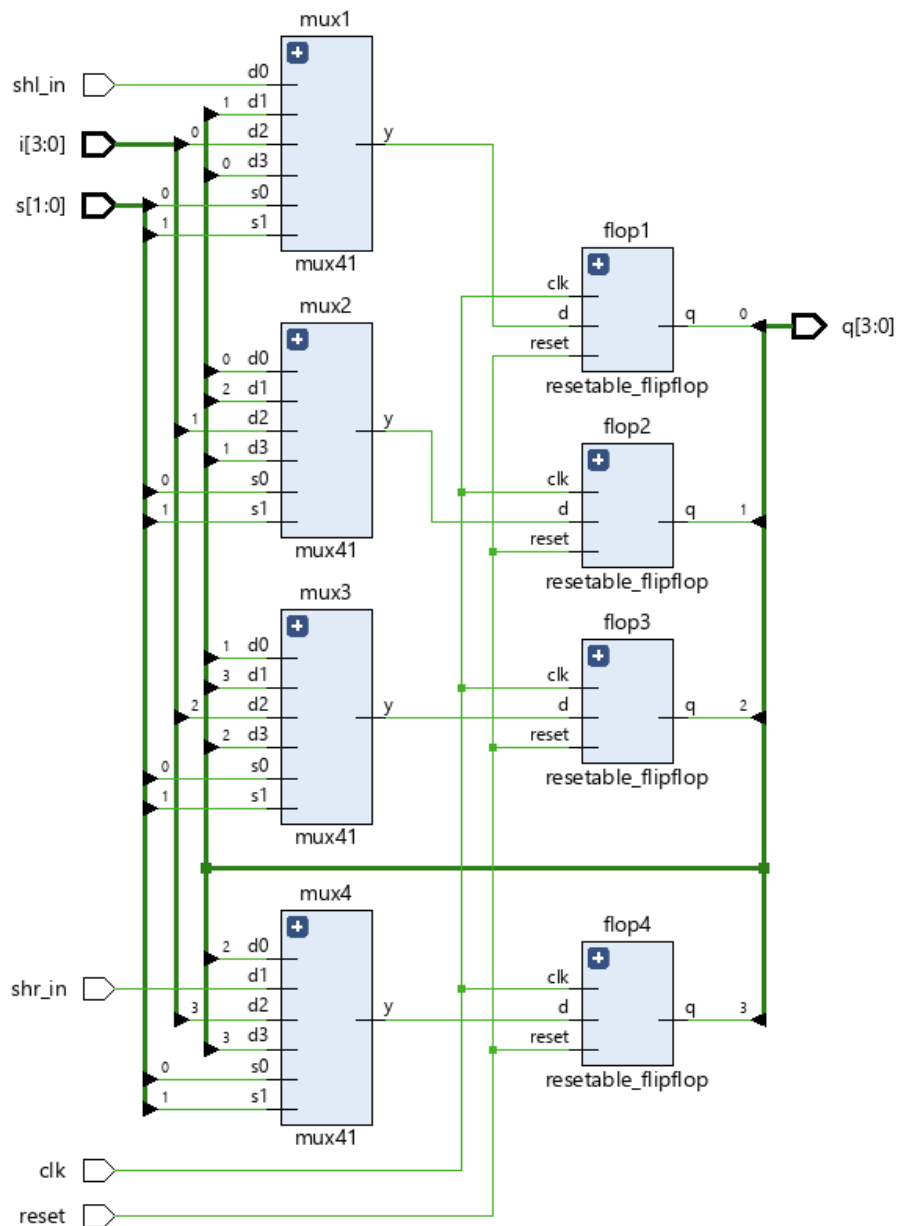 mux1
shl_in
d0
1 d1
i[3:0]
0 d2
y
0 d3
s[1:0]
0 s0
1 s1
mux41
flop1
clk
d
q 0
q[3:0]
reset
resetable_flipflop
mux2
0 d0
2 d1
1 d2
y
1 d3
0 s0
1 s1
mux41
flop2
clk
d
q 1
reset
resetable_flipflop
mux3
1 d0
3 d1
2 d2
y
2 d3
0 s0
1 s1
mux41
flop3
clk
d
q 2
reset
resetable_flipflop
mux4
2 d0
shr_in
d1
3 d2
y
3 d3
0 s0
1 s1
mux41
flop4
clk
d
q 3
reset
resetable_flipflop
clk
reset